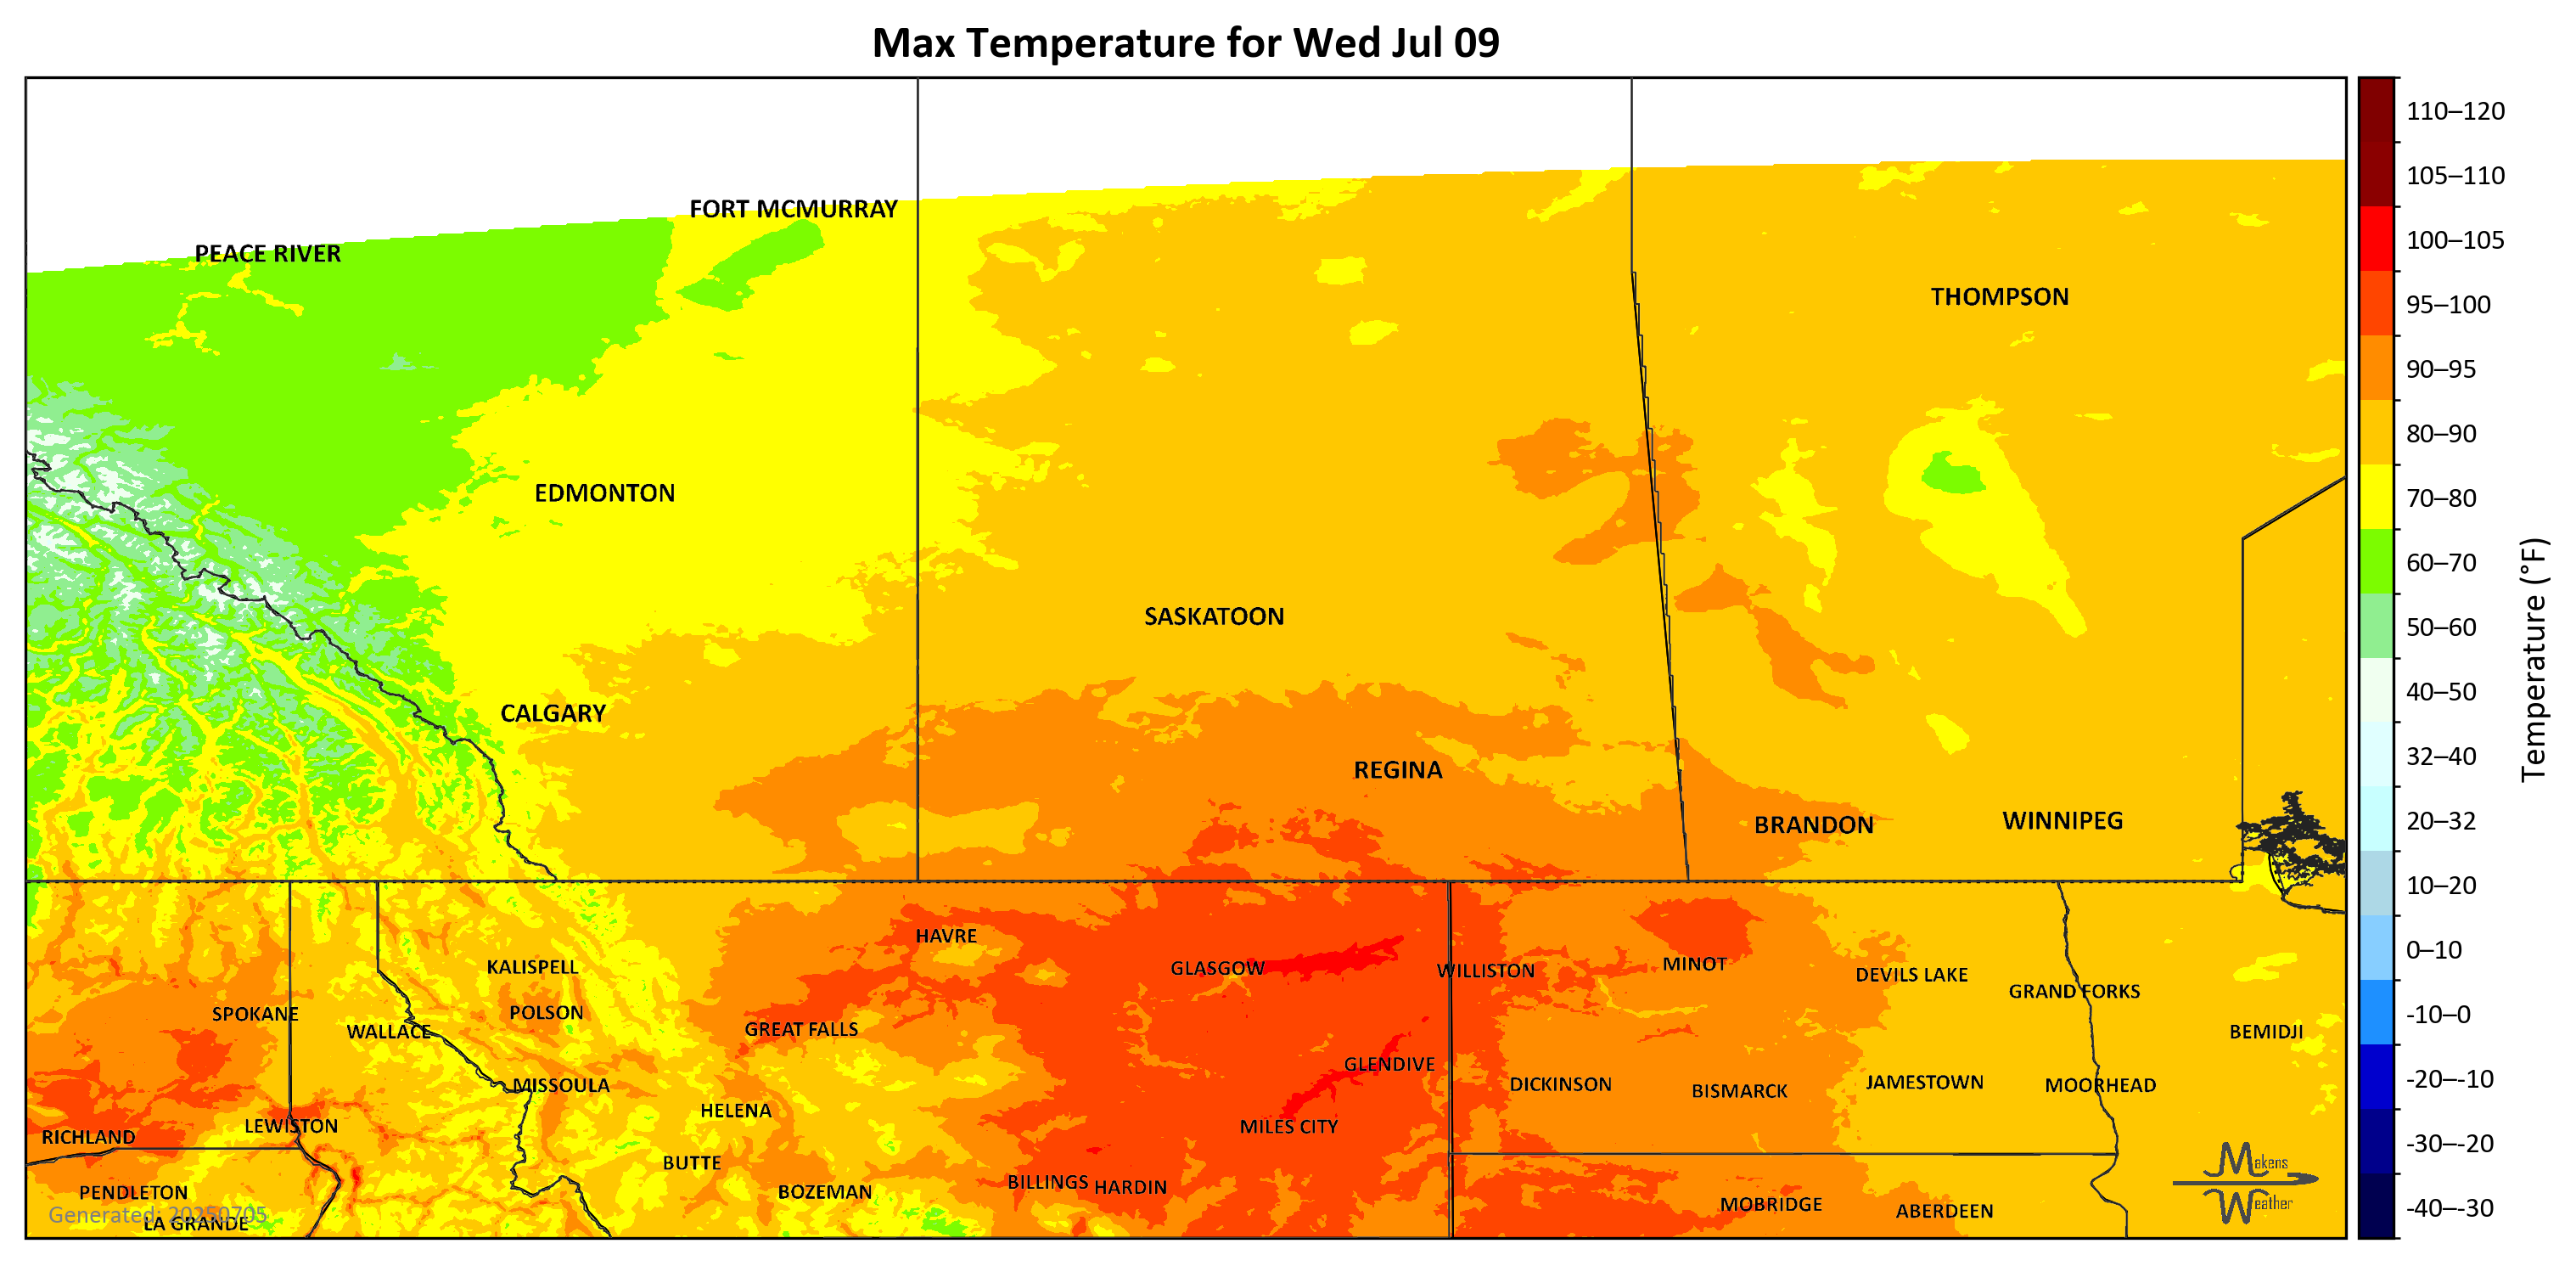 Max Temperature for Wed Jul 09
FORT MCMURRAY
PEACE RIVER
THOMPSON
EDMONTON
SASKATOON
CALGARY
REGINA
BRANDON
WINNIPEG
HAVRE
KALISPELL
GLASGOW
WILLISTON
MINOT
DEVILS LAKE
GRAND FORKS
SPOKANE
POLSON
WALLACE
GREAT FALLS
BEMIDJI
GLENDIVE
MISSOULA
DICKINSON
BISMARCK
JAMESTOWN
MOORHEAD
HELENA
LEWISTON
MILES CITY
RICHLAND
BUTTE
BILLINGS
HARDIN
PENDLETON
BOZEMAN
MOBRIDGE
ABERDEEN
LA GRANDE
Generated: 20250705
Makens
Weather
110–120
105–110
100–105
95–100
90–95
80–90
70–80
60–70
50–60
40–50
32–40
20–32
10–20
0–10
-10–0
-20–-10
-30–-20
-40–-30
Temperature (°F)